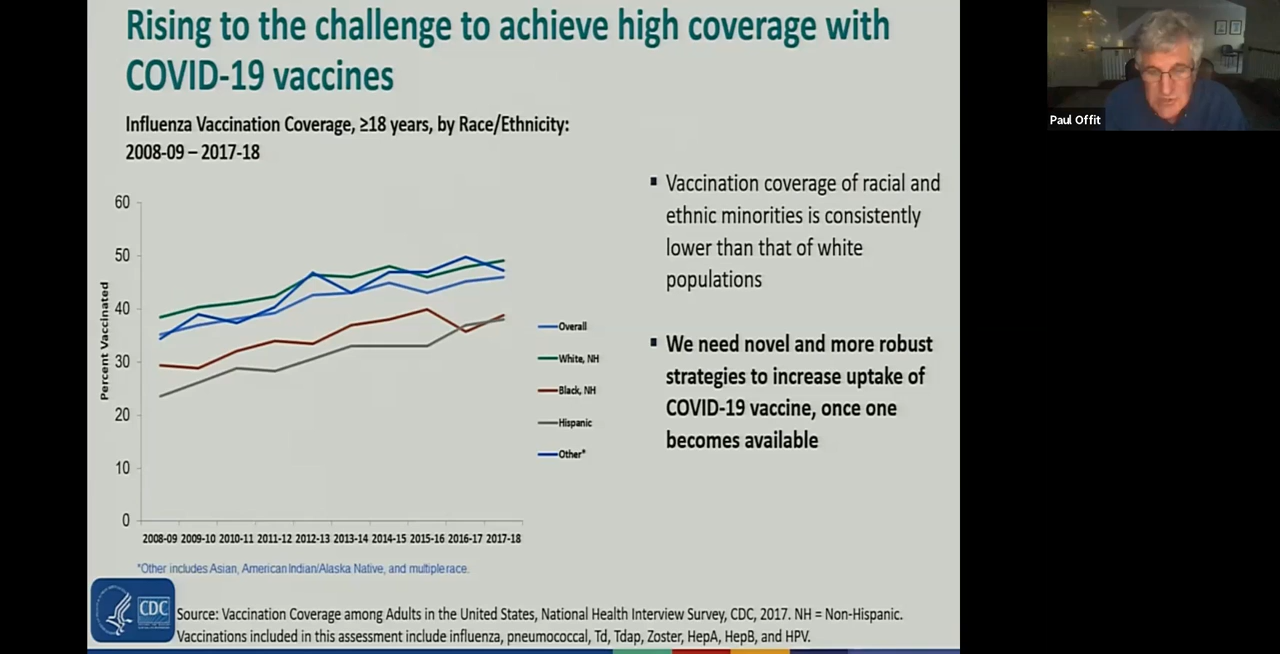 Rising to the challenge to achieve high coverage with
COVID-19 vaccines
Influenza Vaccination Coverage, ≥18 years, by Race/Ethnicity:
2008-09 – 2017-18
60
50
40
30
20
10
0
Percent Vaccinated
2008-09 2009-10 2010-11 2011-12 2012-13 2013-14 2014-15 2015-16 2016-17 2017-18
Overall
White, NH
Black, NH
Hispanic
Other*
*Other includes Asian, American Indian/Alaska Native, and multiple race.
▪ Vaccination coverage of racial and
ethnic minorities is consistently
lower than that of white
populations
▪ We need novel and more robust
strategies to increase uptake of
COVID-19 vaccine, once one
becomes available
CDC
Source: Vaccination Coverage among Adults in the United States, National Health Interview Survey, CDC, 2017. NH = Non-Hispanic.
Vaccinations included in this assessment include influenza, pneumococcal, Td, Tdap, Zoster, HepA, HepB, and HPV.
Paul Offit